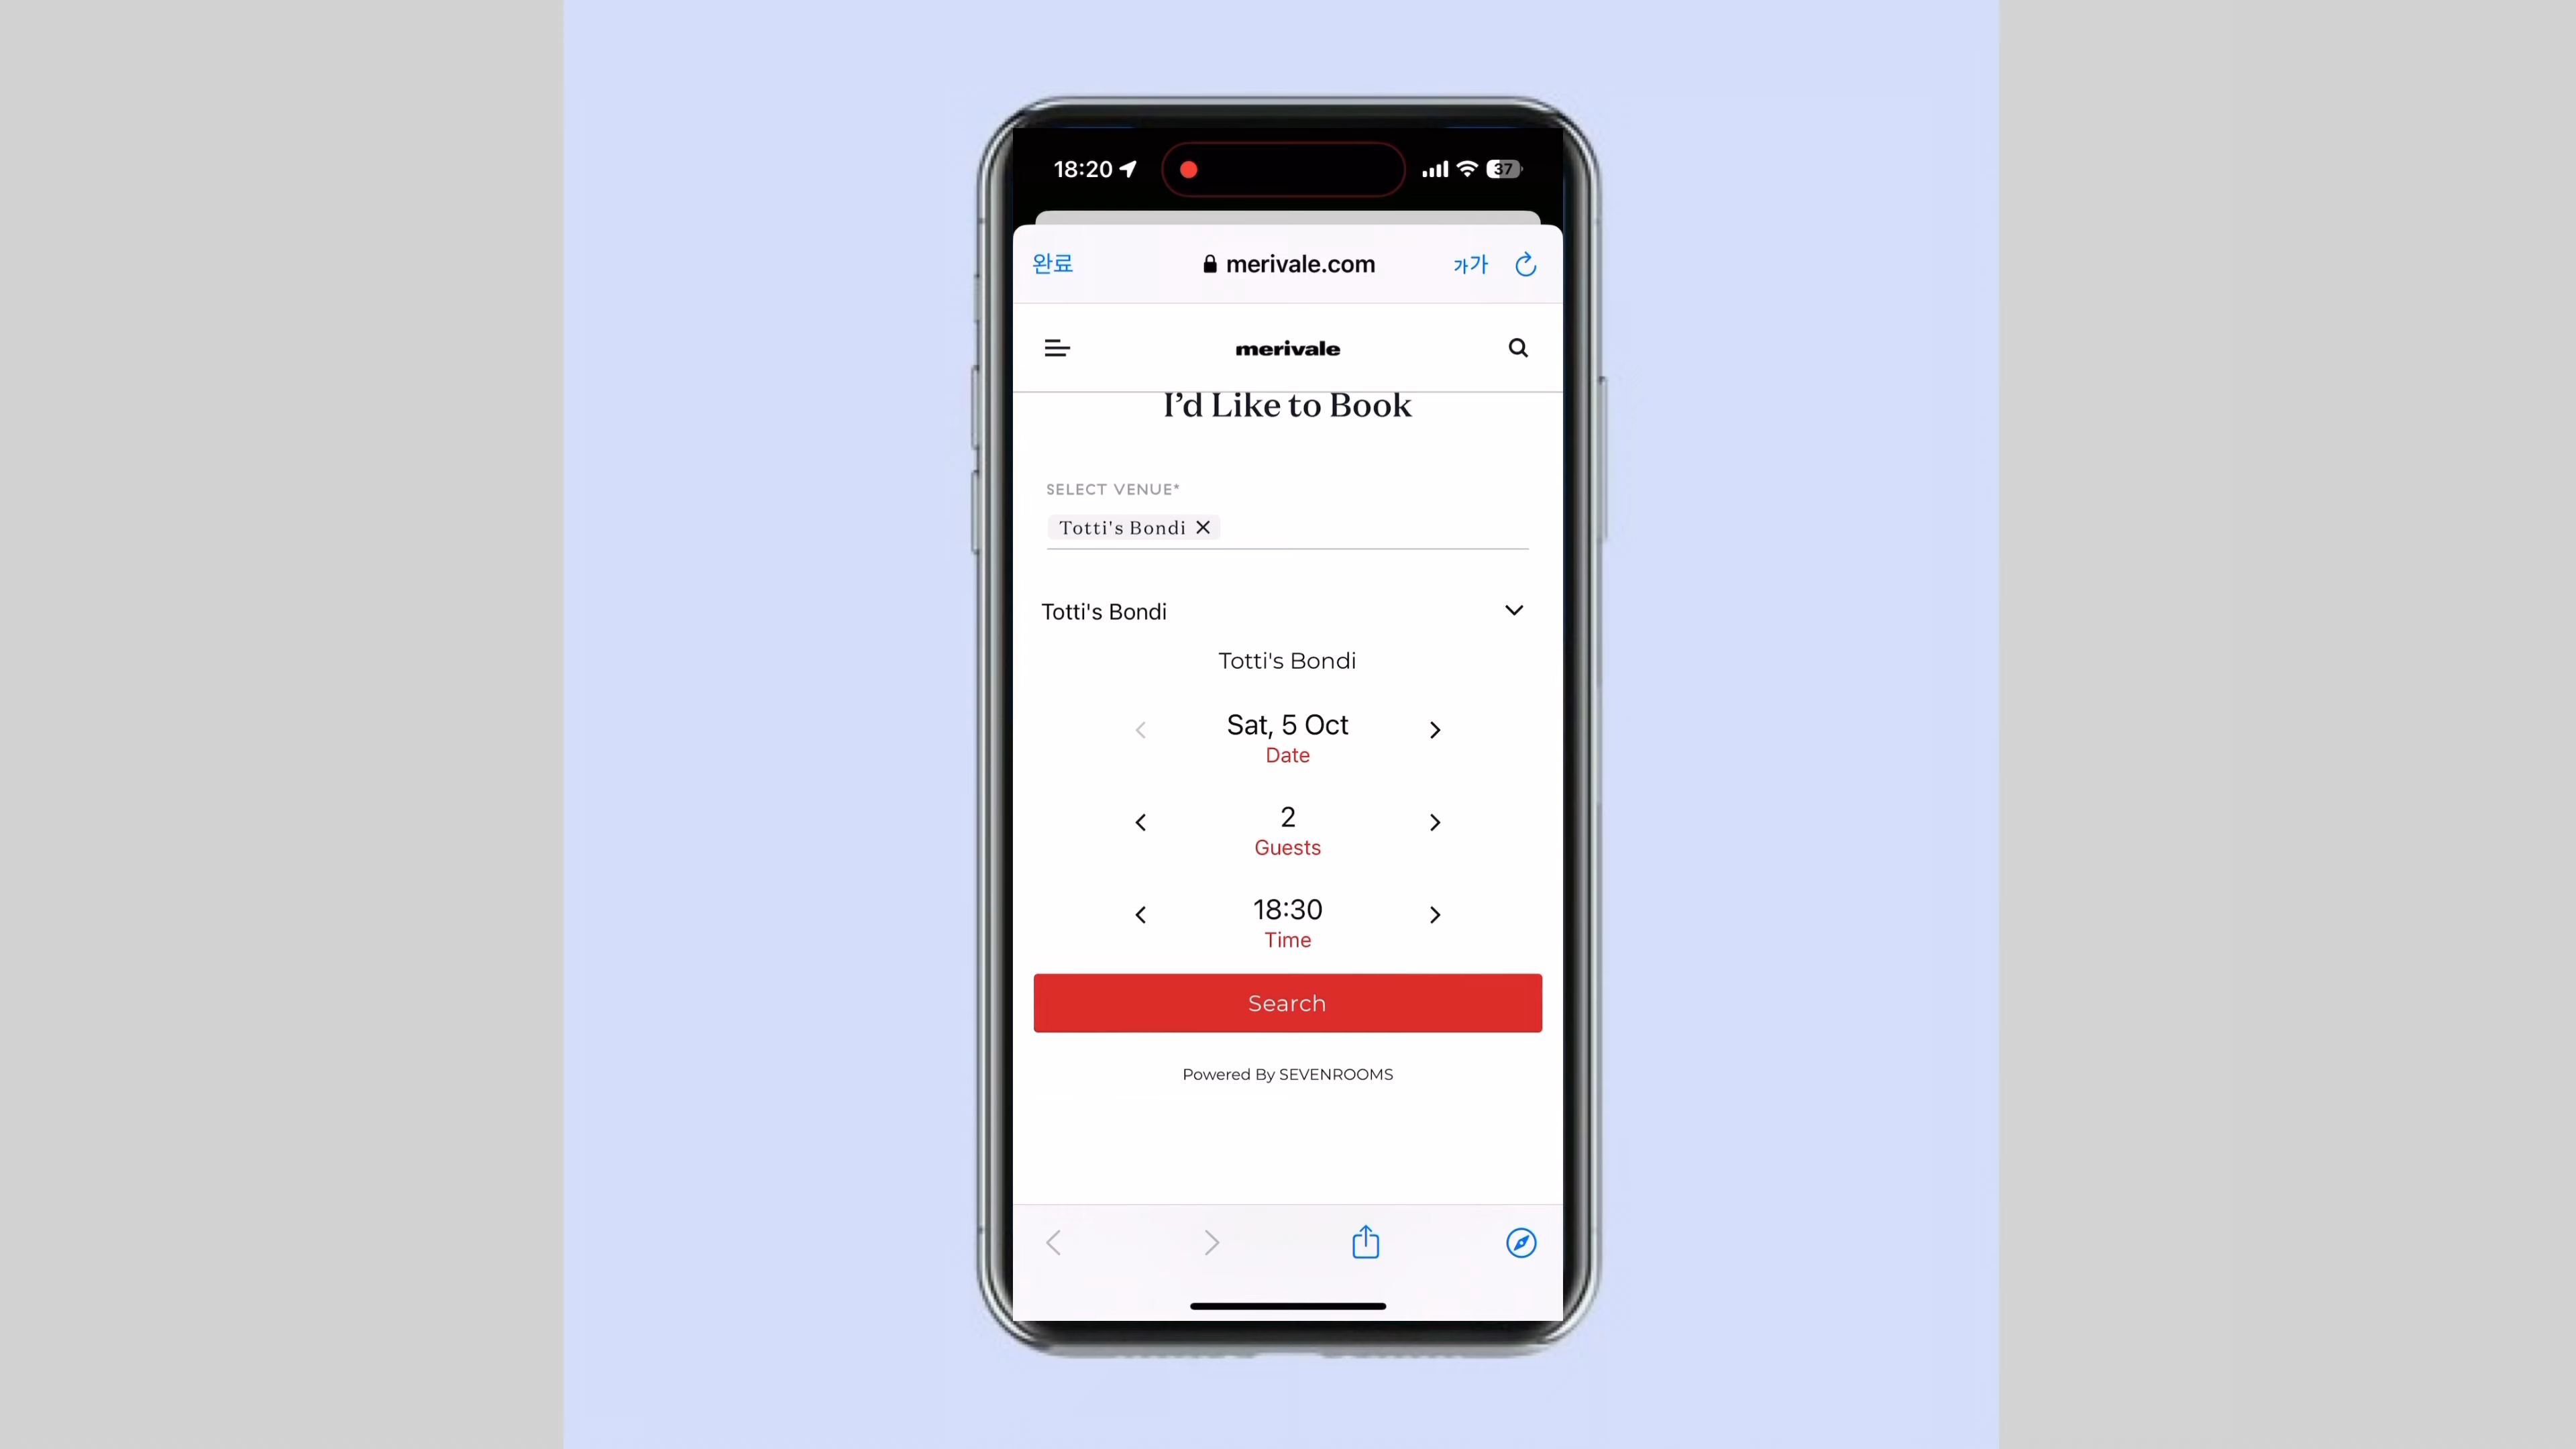 18:20
37
완료
merivale.com
가가
merivale
I’d Like to Book
SELECT VENUE*
Totti's Bondi
Totti's Bondi
Totti's Bondi
Sat, 5 Oct
Date
2
Guests
18:30
Time
Search
Powered By SEVENROOMS